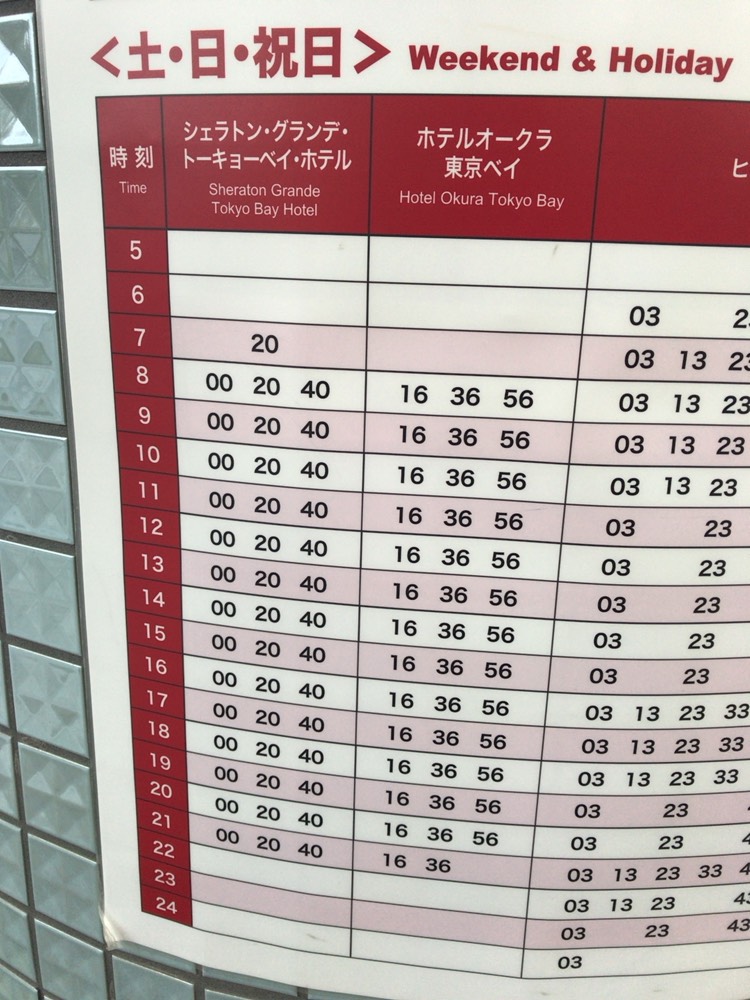 <土・日・祝日> Weekend & Holiday
時刻
Time
シェラトン・グランデ・
トーキョーベイ・ホテル
Sheraton Grande
Tokyo Bay Hotel
ホテルオークラ
東京ベイ
Hotel Okura Tokyo Bay
5
6 03
7 20 03 13 23
8 00 20 40 16 36 56 03 13 23
9 00 20 40 16 36 56 03 13 23
10 00 20 40 16 36 56 03 13 23
11 00 20 40 16 36 56 03 23
12 00 20 40 16 36 56 03 23
13 00 20 40 16 36 56 03 23
14 00 20 40 16 36 56 03 23
15 00 20 40 16 36 56 03 23
16 00 20 40 16 36 56 03 13 23 33
17 00 20 40 16 36 56 03 13 23 33
18 00 20 40 16 36 56 03 13 23 33
19 00 20 40 16 36 56 03 23
20 00 20 40 16 36 56 03 23
21 00 20 40 16 36 03 13 23 33
22 03 13 23
23 03 23 43
24 03